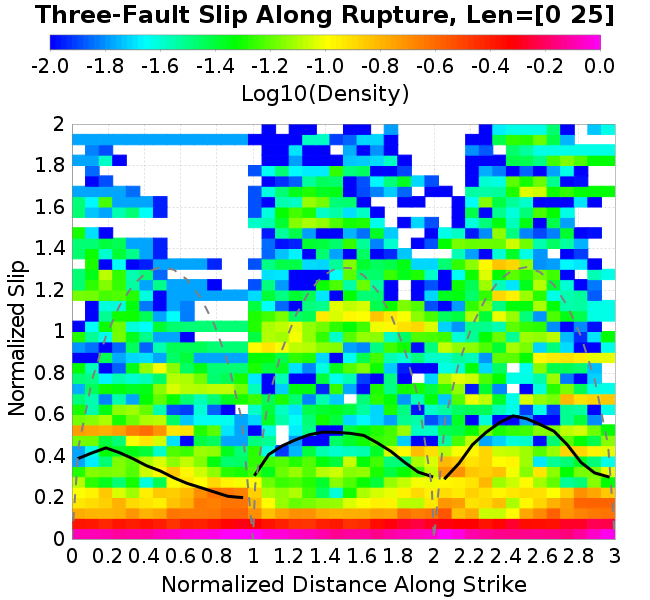 Three-Fault Slip Along Rupture, Len=[0 25]
-2.0 -1.8 -1.6 -1.4 -1.2 -1.0 -0.8 -0.6 -0.4 -0.2 0.0
Log10(Density)
2
1.8
1.6
1.4
1.2
1
0.8
0.6
0.4
0.2
0
Normalized Slip
0 0.2 0.4 0.6 0.8 1 1.2 1.4 1.6 1.8 2 2.2 2.4 2.6 2.8 3
Normalized Distance Along Strike